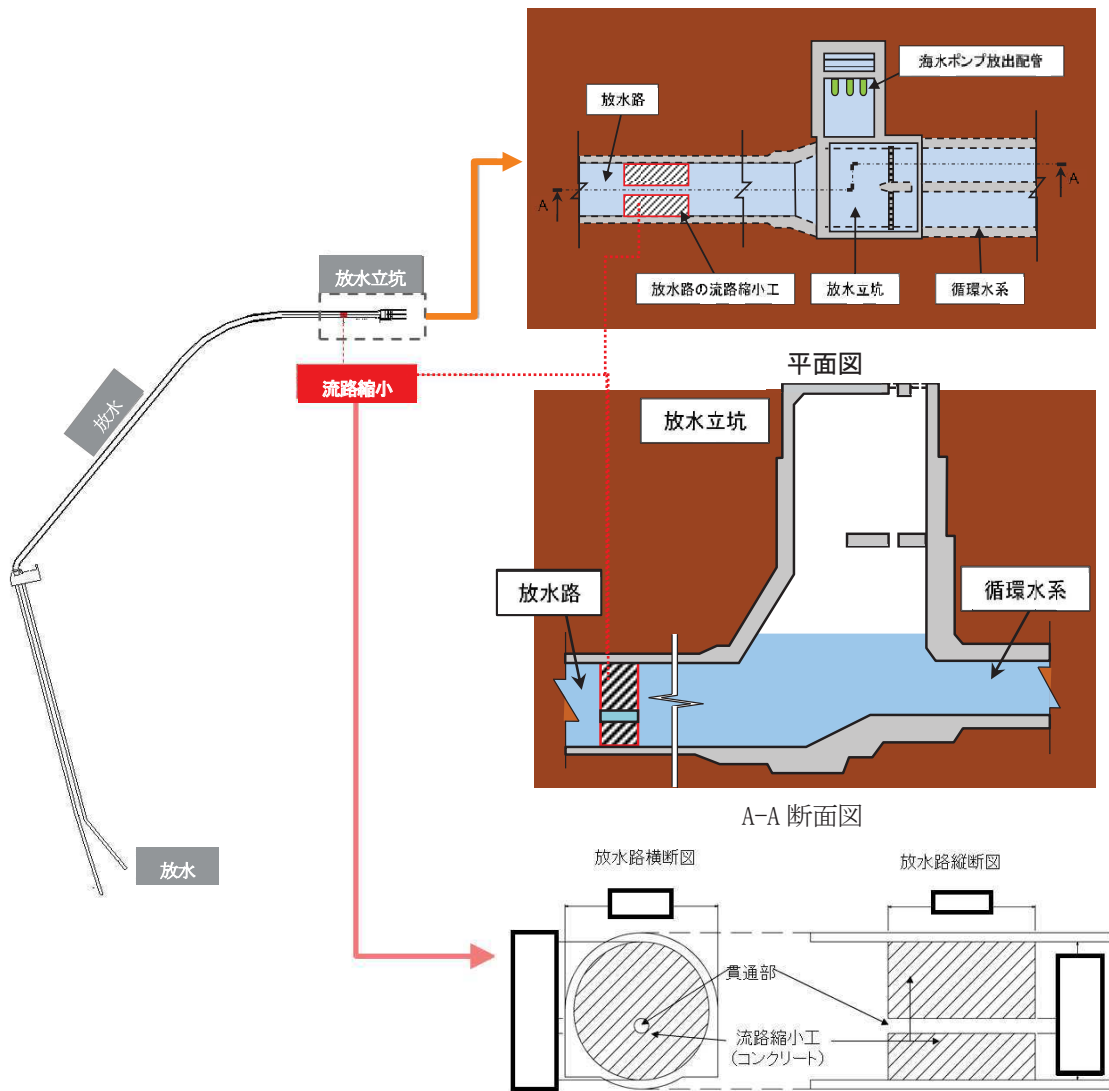 海水ポンプ放出配管
放水路
A
A
放水路の流路縮小工
放水立坑
循環水系
平面図
放水立坑
流路縮小
放水
放水
放水立坑
放水路
循環水系
A-A 断面図
放水路横断図
放水路縦断図
貫通部
流路縮小工
(コンクリート)